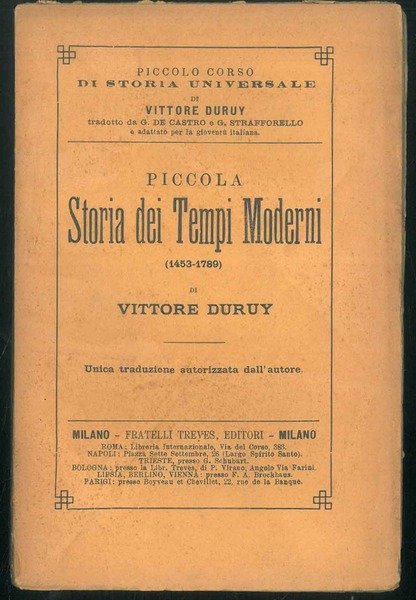 PICCOLO CORSO
DI STORIA UNIVERSALE
DI
VITTORE DURUY
tradotto da G. DE CASTRO e G. STRAFFORELLO
e adattato per la gioventù italiana.
PICCOLA
Storia dei Tempi Moderni
(1453-1789)
DI
VITTORE DURUY
Unica traduzione autorizzata dall'autore.
MILANO - FRATELLI TREVES, EDITORI - MILANO
ROMA: Libreria Internazionale, Via del Corso, 383.
NAPOLI: Piazza Sette Settembre, 26 (Largo Spirito Santo).
TRIESTE, presso G. Schubart.
BOLOGNA: presso la Libr. Treves, di P. Virano, Angolo Via Farini.
LIPSIA, BERLINO, VIENNA: presso F. A. Brockhaus.
PARIGI: presso Boyveau et Chevillet, 22, rue de la Banque.